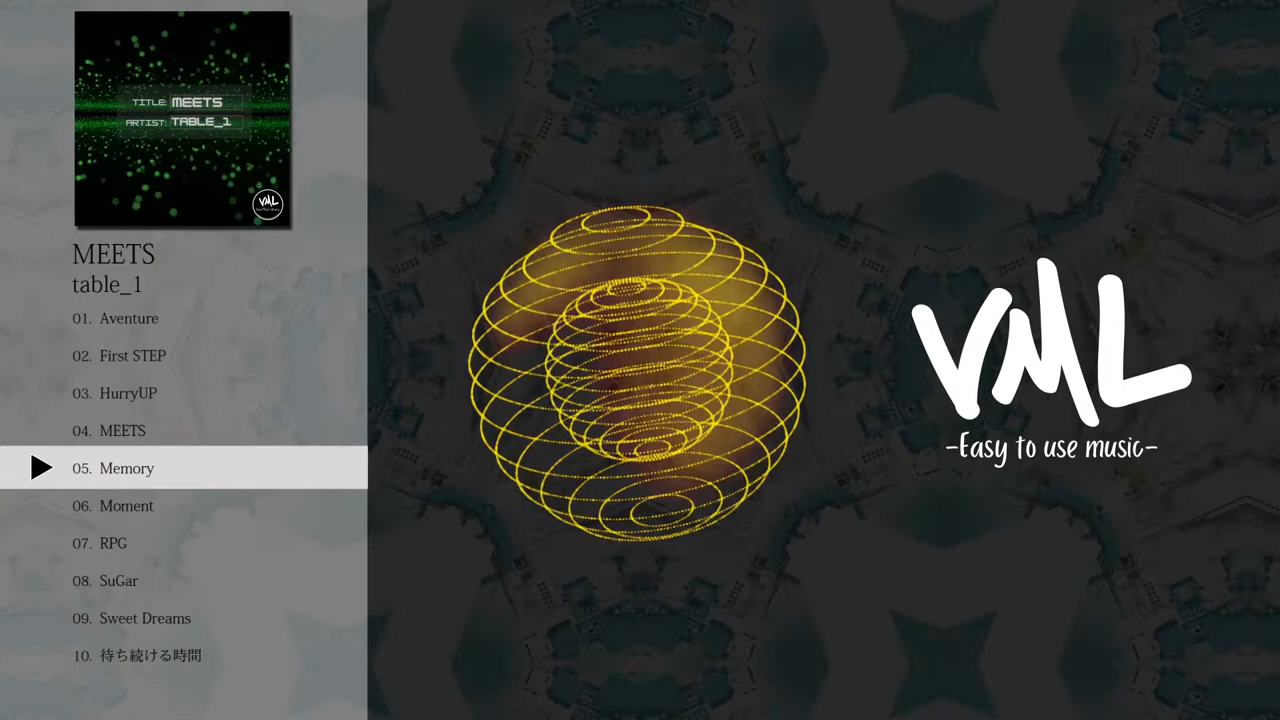 TITLE: MEETS
ARTIST: TABLE_1
VML
MEETS
table_1
01. Aventure
02. First STEP
03. HurryUP
04. MEETS
05. Memory
06. Moment
07. RPG
08. SuGar
09. Sweet Dreams
10. 待ち続ける時間
VML
-Easy to use music-